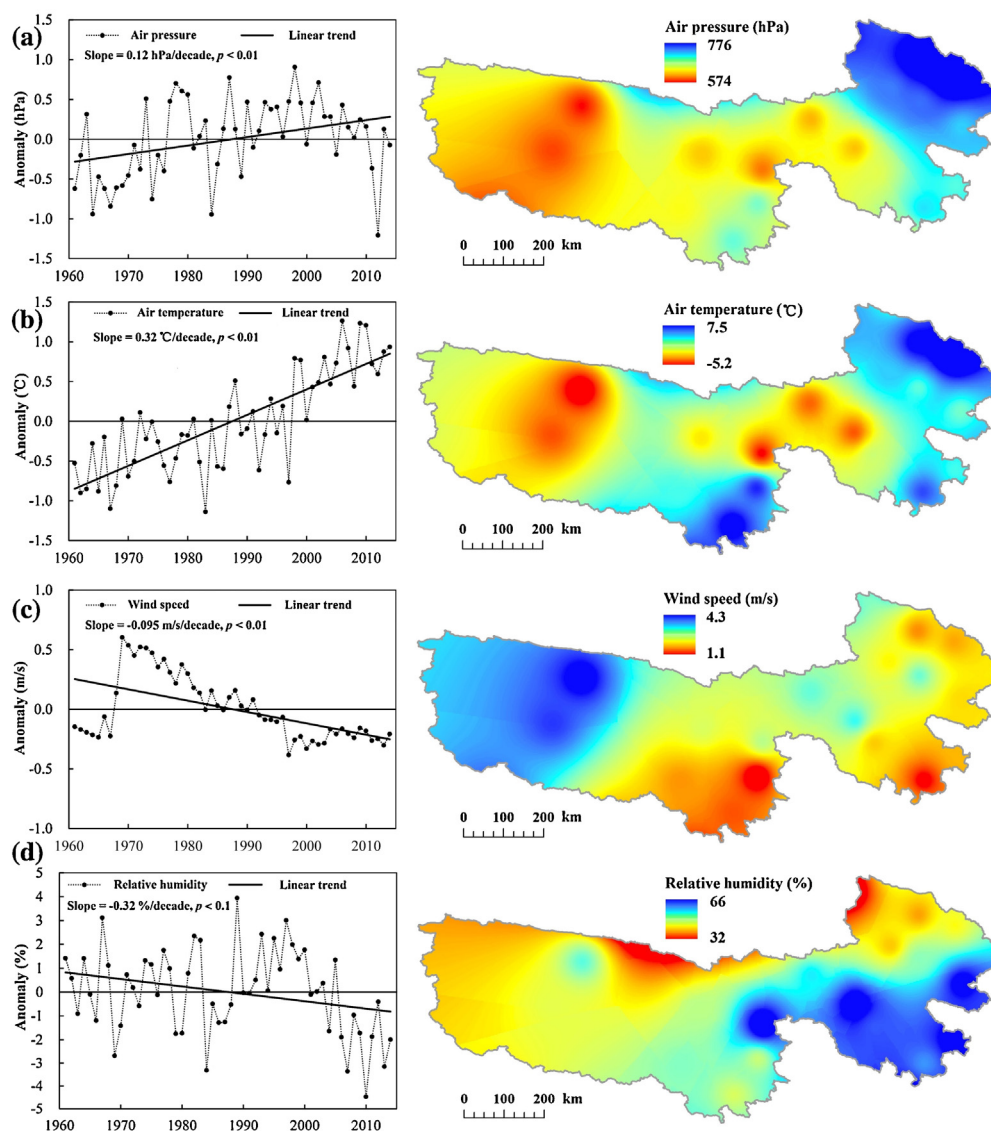 (a)
Anomaly (hPa)
1.5
1.0
0.5
0.0
-0.5
-1.0
-1.5
Air pressure
Linear trend
Slope = 0.12 hPa/decade, p < 0.01
1960 1970 1980 1990 2000 2010
Air pressure (hPa)
776
574
0 100 200 km
(b)
Anomaly (℃)
1.5
1.0
0.5
0.0
-0.5
-1.0
-1.5
Air temperature
Linear trend
Slope = 0.32 ℃/decade, p < 0.01
1960 1970 1980 1990 2000 2010
Air temperature (℃)
7.5
-5.2
0 100 200 km
(c)
Anomaly (m/s)
1.0
0.5
0.0
-0.5
-1.0
Wind speed
Linear trend
Slope = -0.095 m/s/decade, p < 0.01
1960 1970 1980 1990 2000 2010
Wind speed (m/s)
4.3
1.1
0 100 200 km
(d)
Anomaly (%)
5
4
3
2
1
0
-1
-2
-3
-4
-5
Relative humidity
Linear trend
Slope = -0.32 %/decade, p < 0.1
1960 1970 1980 1990 2000 2010
Relative humidity (%)
66
32
0 100 200 km